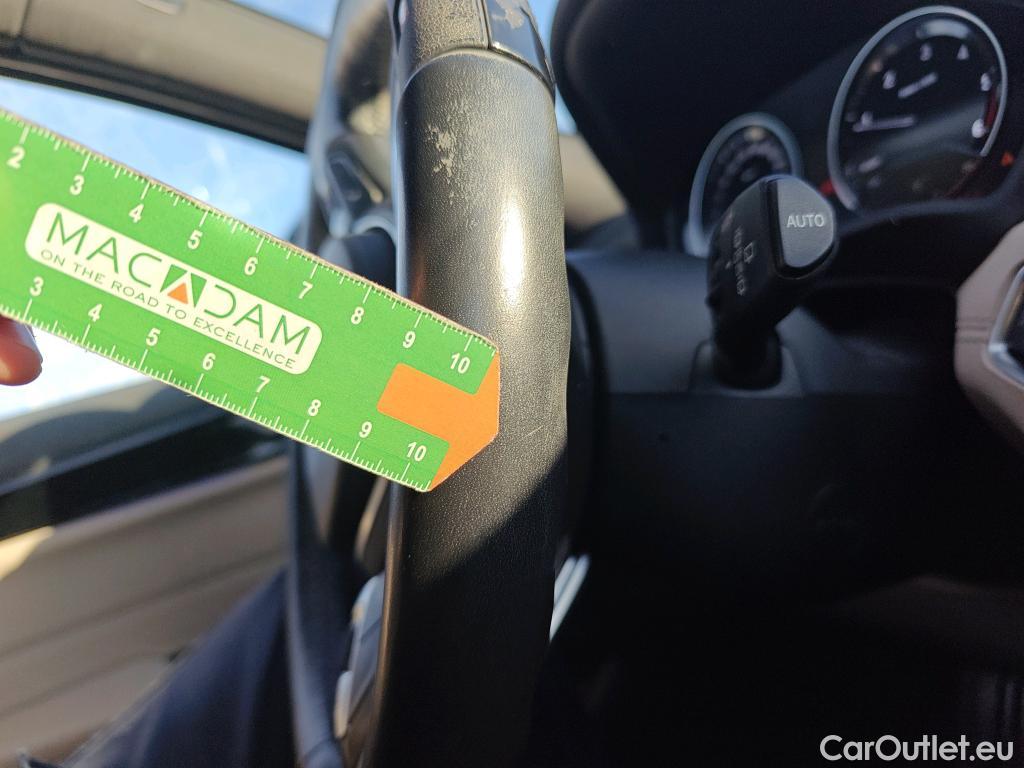 2 3 4 5 6 7 8 9 10
MACADAM
ON THE ROAD TO EXCELLENCE
3 4 5 6 7 8 9 10
AUTO
CarOutlet.eu